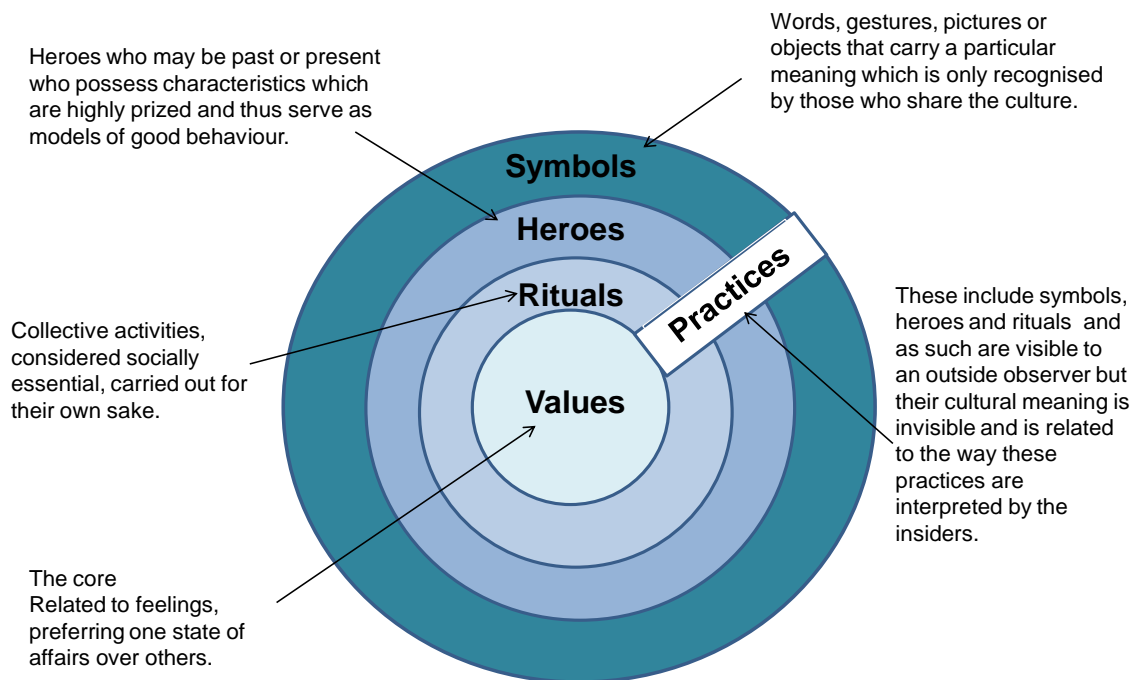 Heroes who may be past or present
who possess characteristics which
are highly prized and thus serve as
models of good behaviour.
Words, gestures, pictures or
objects that carry a particular
meaning which is only recognised
by those who share the culture.
Symbols
Heroes
Rituals
Values
Practices
Collective activities,
considered socially
essential, carried out for
their own sake.
These include symbols,
heroes and rituals and
as such are visible to
an outside observer but
their cultural meaning is
invisible and is related
to the way these
practices are
interpreted by the
insiders.
The core
Related to feelings,
preferring one state of
affairs over others.